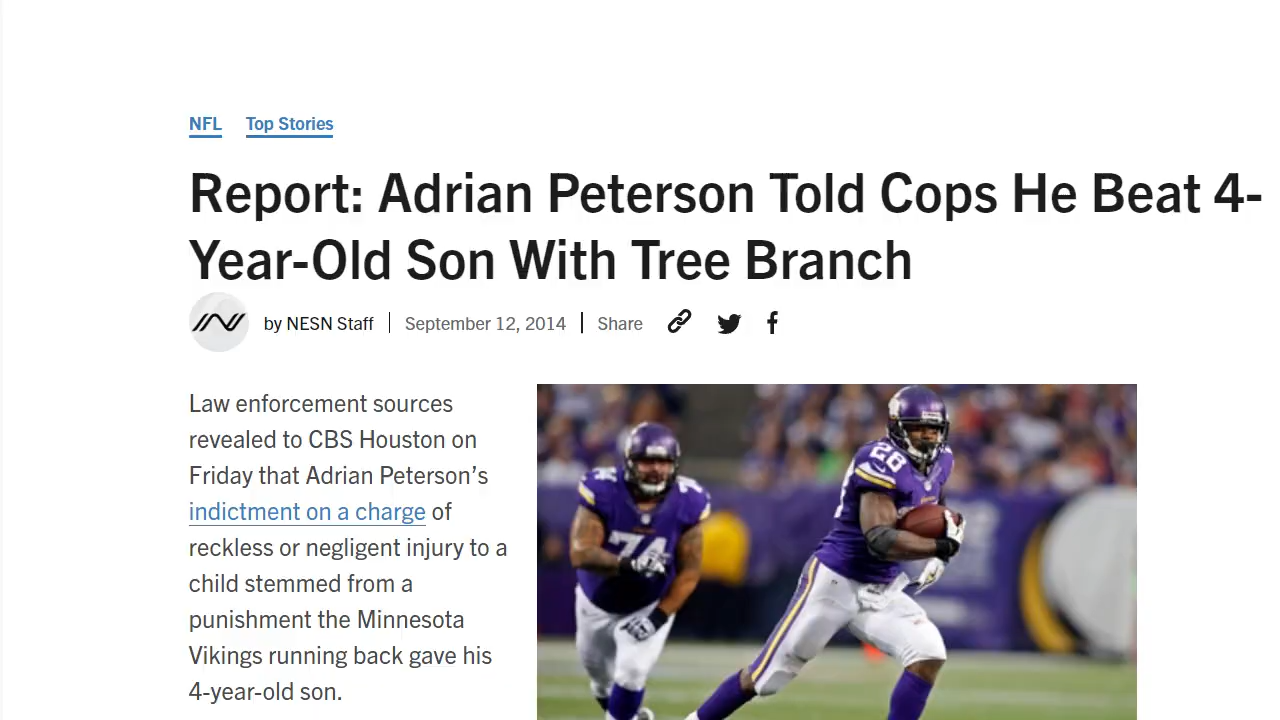 NFL Top Stories
Report: Adrian Peterson Told Cops He Beat 4-
Year-Old Son With Tree Branch
by NESN Staff | September 12, 2014 | Share
Law enforcement sources
revealed to CBS Houston on
Friday that Adrian Peterson’s
indictment on a charge of
reckless or negligent injury to a
child stemmed from a
punishment the Minnesota
Vikings running back gave his
4-year-old son.
74
28